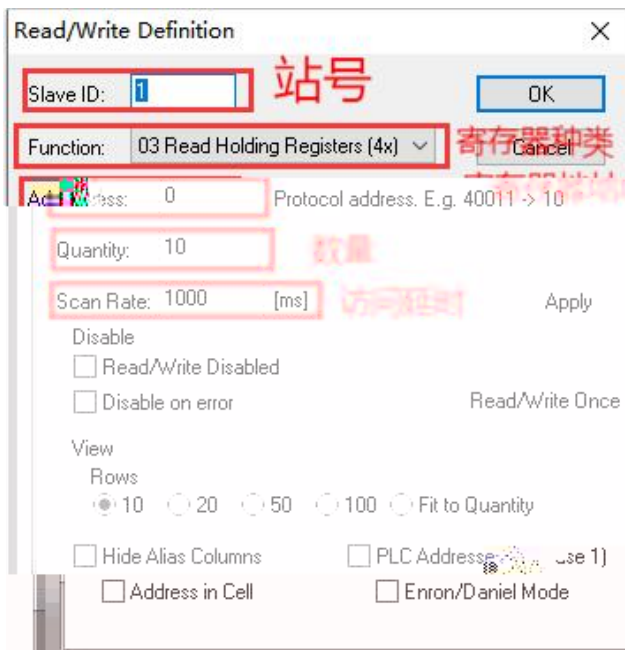 Read/Write Definition
Slave ID: 1 站号 OK
Function: 03 Read Holding Registers (4x) 寄存器种类 Cancel
0 Protocol address. E.g. 40011 -> 10
Quantity: 10 数量
Scan Rate: 1000 [ms] 访问延时 Apply
Disable
Read/Write Disabled
Disable on error Read/Write Once
View
Rows
10 20 50 100 Fit to Quantity
Hide Alias Columns PLC 1)
Address in Cell Enron/Daniel Mode